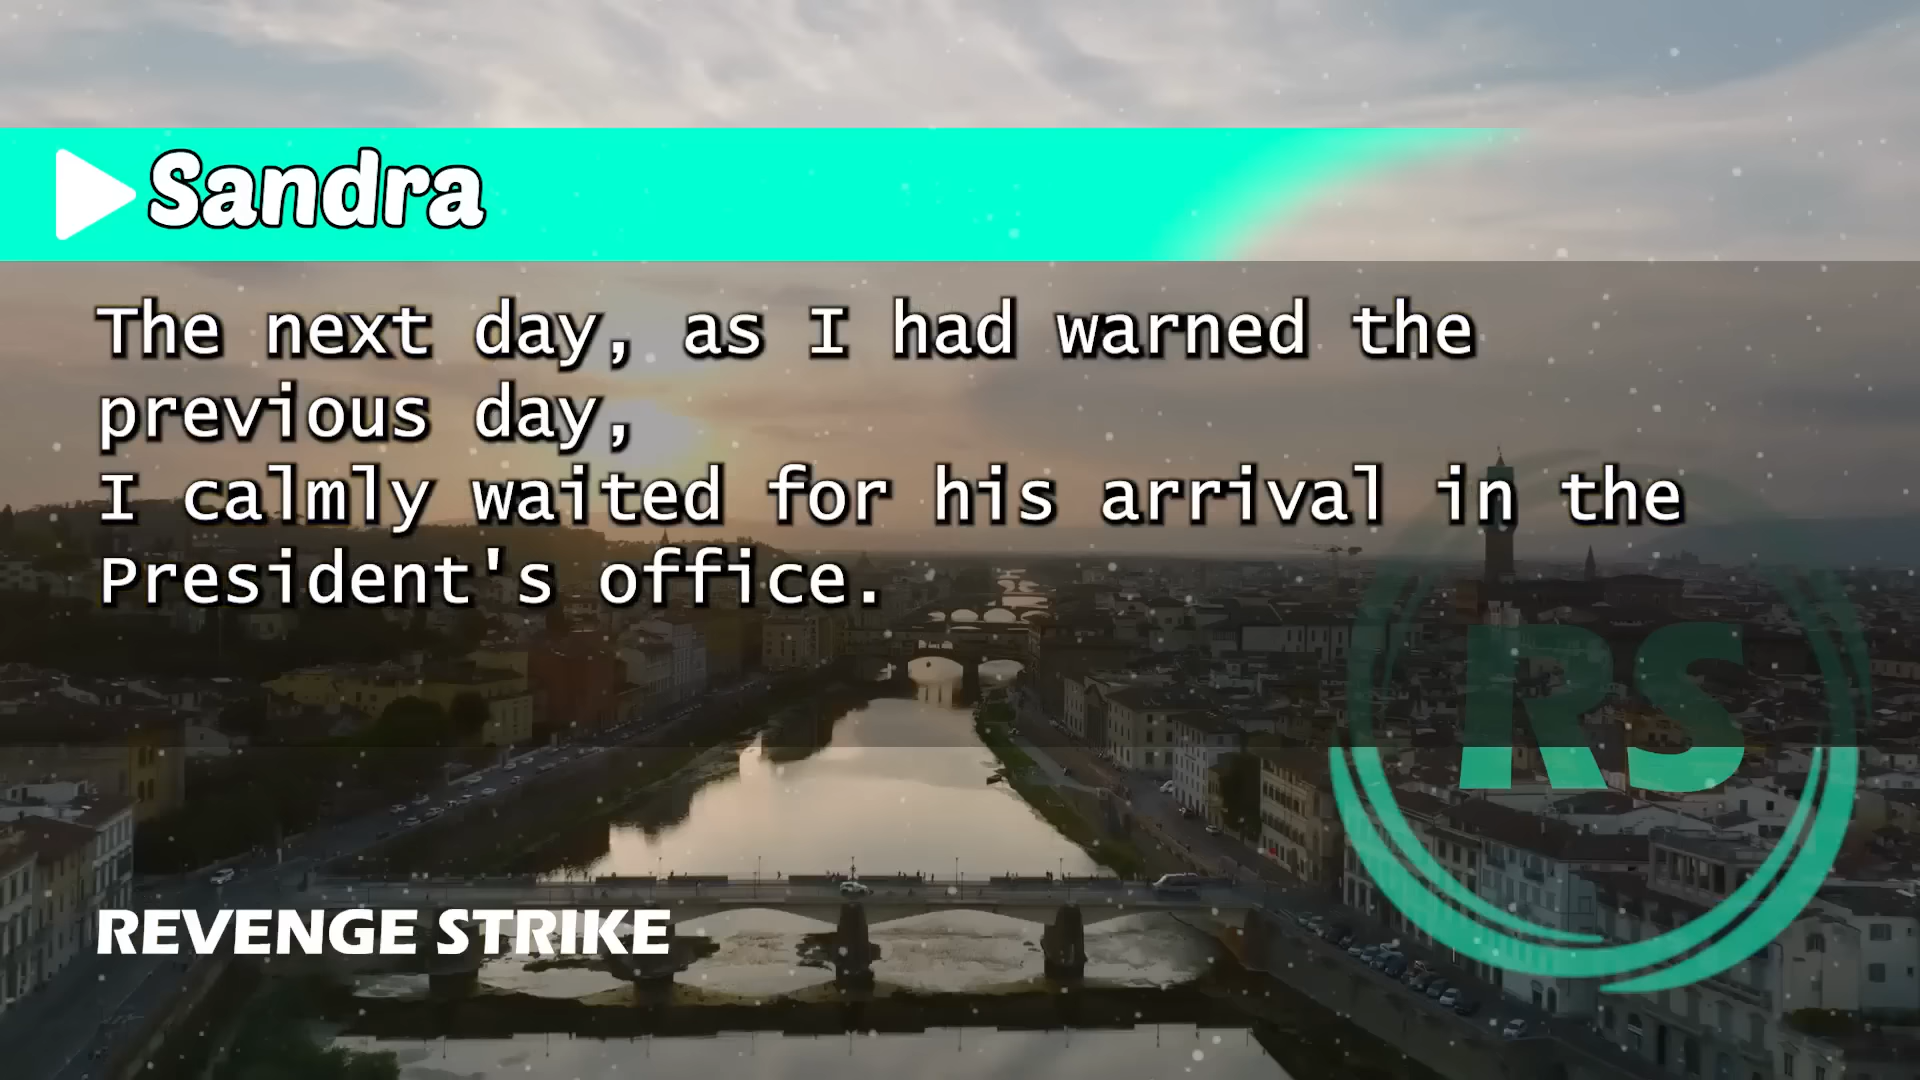 Sandra
The next day, as I had warned the
previous day,
I calmly waited for his arrival in the
President's office.
RS
REVENGE STRIKE